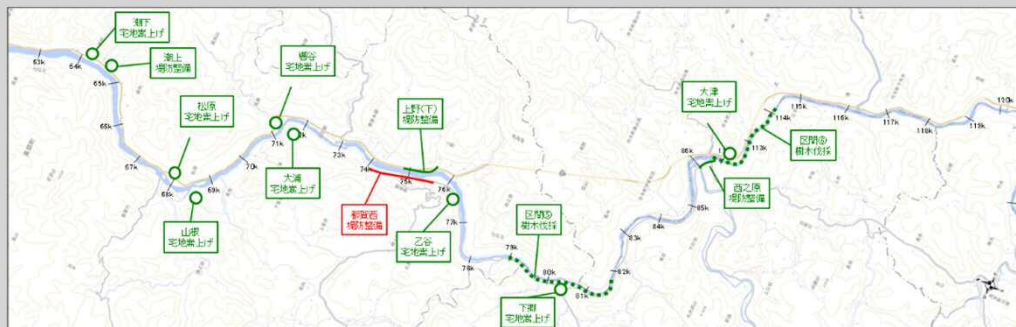 潮下
宅地嵩上げ
潮上
堤防整備
松原
宅地嵩上げ
山根
宅地嵩上げ
宅地嵩上げ
大浦
宅地嵩上げ
上野(下)
堤防整備
都賀西
堤防整備
乙谷
宅地嵩上げ
区間⑤
樹木伐採
下郷
宅地嵩上げ
大津
宅地嵩上げ
区間⑥
樹木伐採
西之原
堤防整備
63k
64k
65k
66k
67k
68k
69k
70k
71k
73k
74k
75k
76k
77k
78k
79k
80k
81k
82k
83k
84k
85k
86k
113k
114k
115k
116k
117k
118k
119k
120k